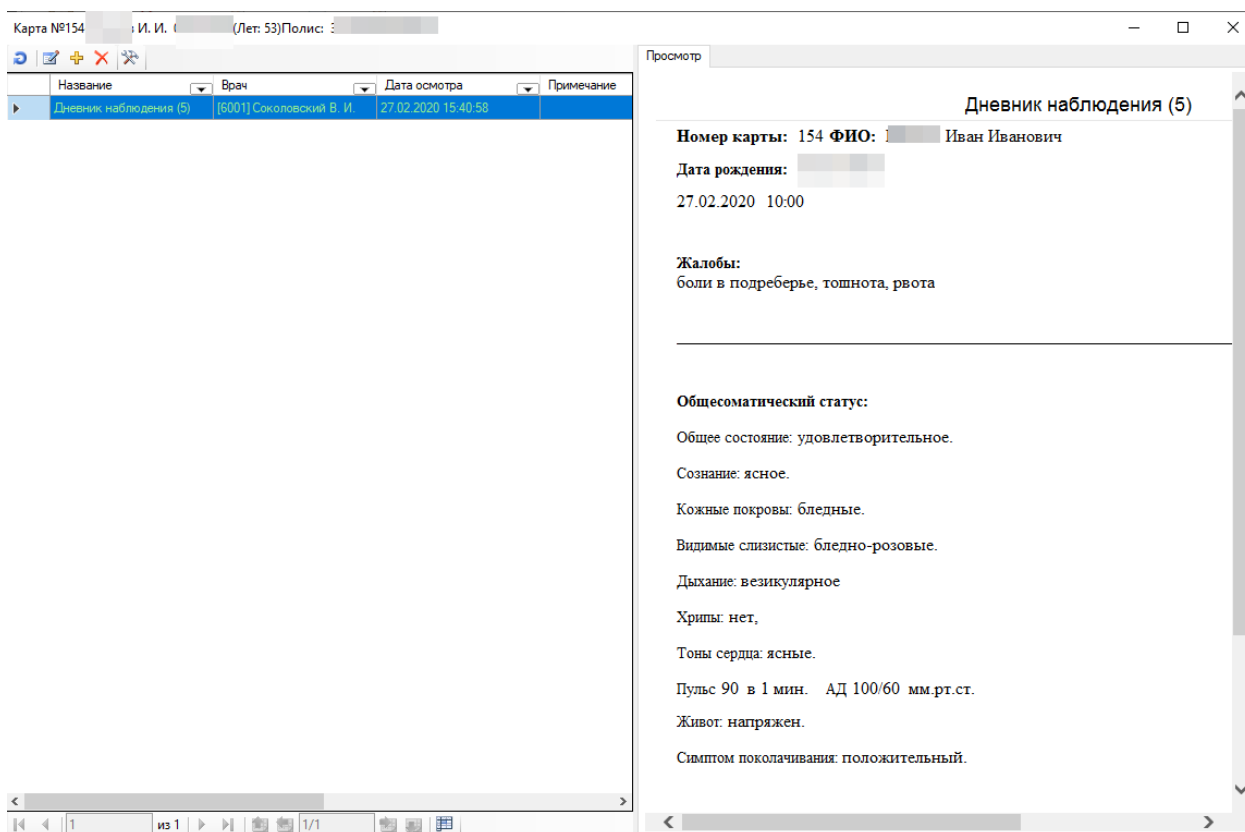 Карта №154 И. И. (Лет: 53)Полис:
Просмотр
Название Врач Дата осмотра Примечание
Дневник наблюдения (5) [6001] Соколовский В. И. 27.02.2020 15:40:58
1 из 1 1/1
Дневник наблюдения (5)
Номер карты: 154 ФИО: Иван Иванович
Дата рождения:
27.02.2020 10:00
Жалобы:
боли в подреберье, тошнота, рвота
Общесоматический статус:
Общее состояние: удовлетворительное.
Сознание: ясное.
Кожные покровы: бледные.
Видимые слизистые: бледно-розовые.
Дыхание: везикулярное
Хрипы: нет,
Тоны сердца: ясные.
Пульс 90 в 1 мин. АД 100/60 мм.рт.ст.
Живот: напряжен.
Симптом поколачивания: положительный.